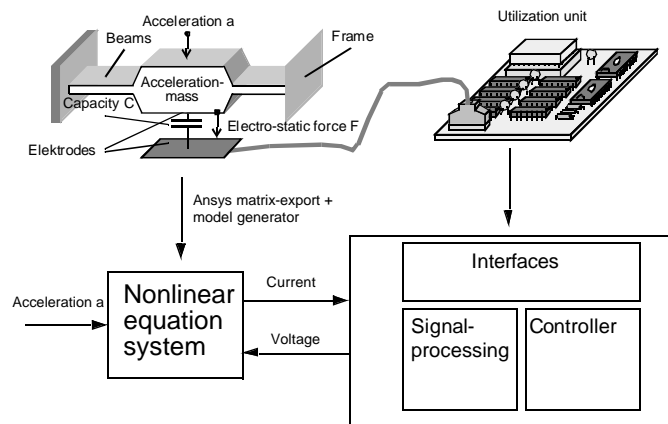 Acceleration a
Utilization unit
Beams
Frame
Acceleration-
mass
Capacity C
Electro-static force F
Elektrodes
Ansys matrix-export +
model generator
Interfaces
Nonlinear
equation
system
Current
Acceleration a
Voltage
Signal-
processing
Controller